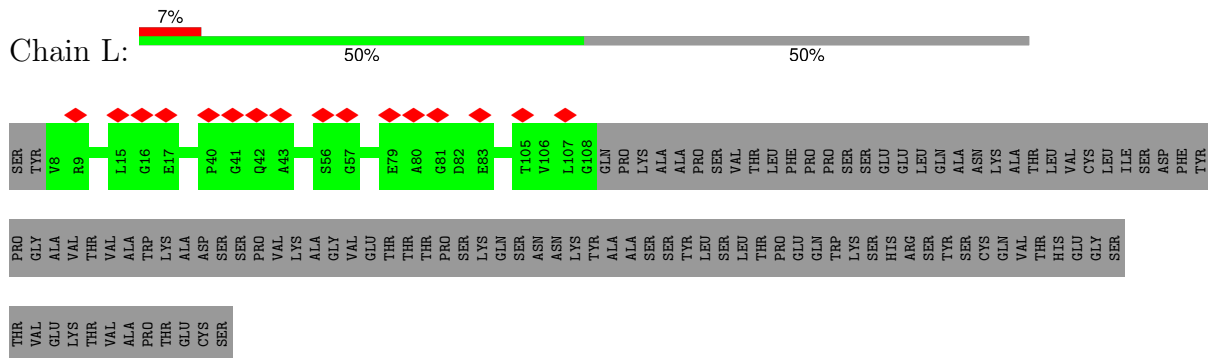 7%
Chain L:
50% 50%
SER TYR V8 R9 L15 G16 E17 P40 G41 Q42 A43 S56 G57 E79 A80 G81 D82 E83 T105 V106 L107 G108 GLN PRO LYS ALA ALA PRO SER VAL THR LEU PHE PRO PRO SER SER GLU GLU LEU GLN ALA ASN LYS ALA THR LEU VAL CYS LEU ILE SER ASP PHE TYR
PRO GLY ALA VAL THR VAL ALA TRP LYS ALA ASP SER SER PRO VAL LYS ALA GLY VAL GLU THR THR THR PRO SER LYS GLN SER ASN ASN LYS TYR ALA ALA SER SER TYR LEU SER LEU THR PRO GLU GLN TRP LYS SER HIS ARG SER TYR SER CYS GLN VAL THR HIS GLU GLY SER
THR VAL GLU LYS THR VAL ALA PRO THR GLU CYS SER